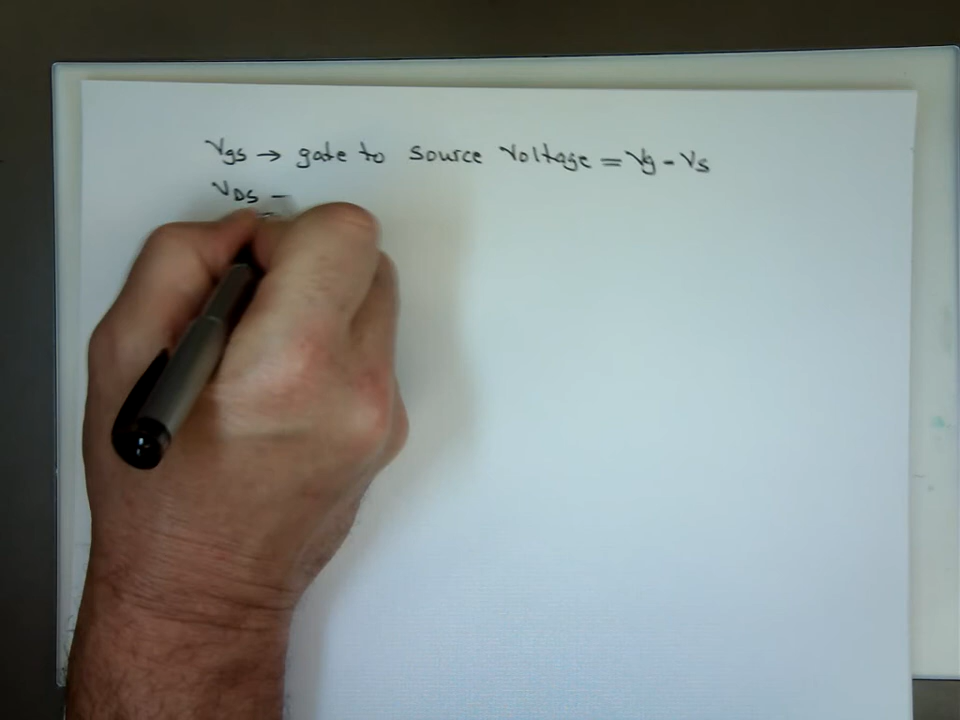 Vgs → gate to source Voltage = Vg - Vs
VDS -